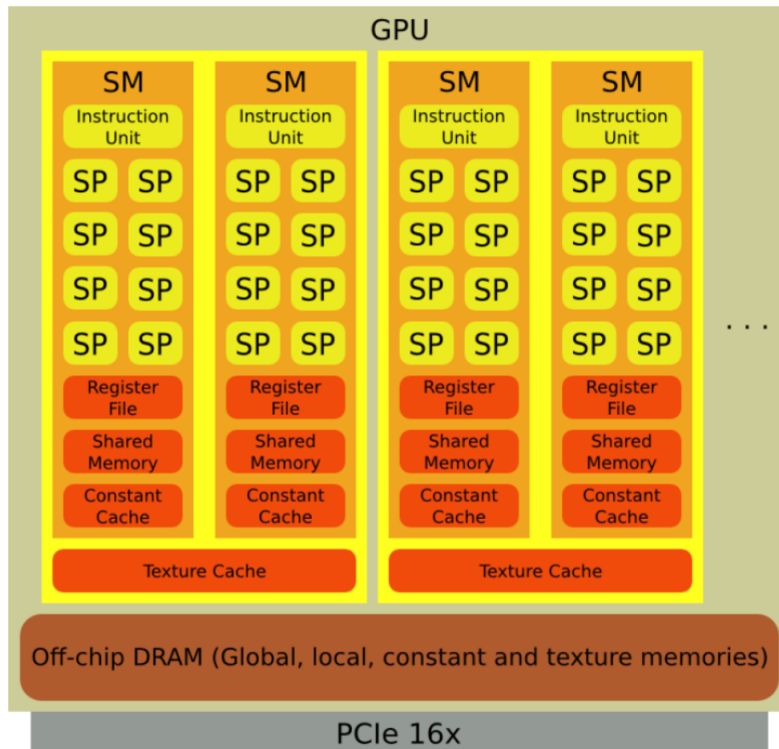 GPU
SM SM SM SM
Instruction Unit Instruction Unit Instruction Unit Instruction Unit
SP SP SP SP SP SP SP SP
SP SP SP SP SP SP SP SP
SP SP SP SP SP SP SP SP
SP SP SP SP SP SP SP SP
. . .
Register File Register File Register File Register File
Shared Memory Shared Memory Shared Memory Shared Memory
Constant Cache Constant Cache Constant Cache Constant Cache
Texture Cache Texture Cache
Off-chip DRAM (Global, local, constant and texture memories)
PCIe 16x